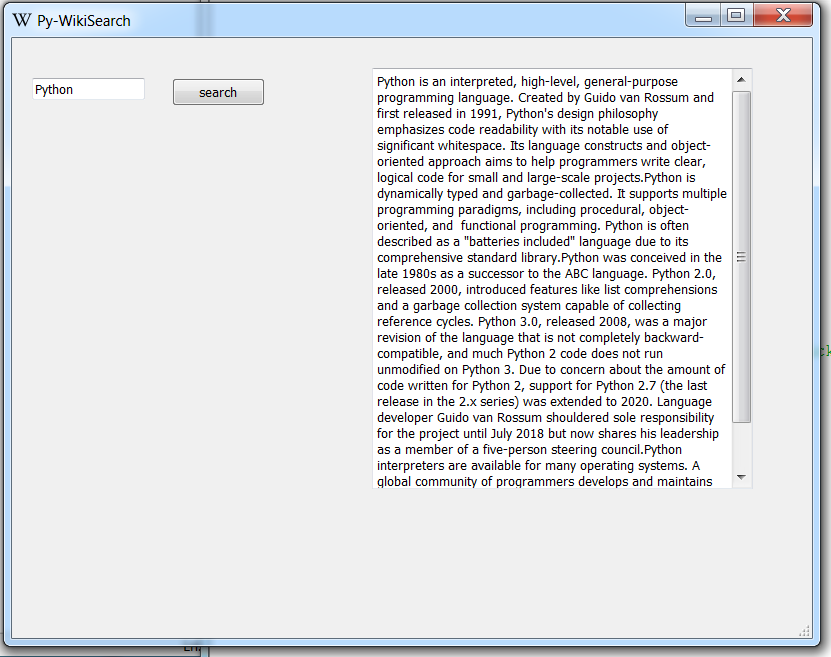 W Py-WikiSearch
Python
search
Python is an interpreted, high-level, general-purpose
programming language. Created by Guido van Rossum and
first released in 1991, Python's design philosophy
emphasizes code readability with its notable use of
significant whitespace. Its language constructs and object-
oriented approach aims to help programmers write clear,
logical code for small and large-scale projects.Python is
dynamically typed and garbage-collected. It supports multiple
programming paradigms, including procedural, object-
oriented, and  functional programming. Python is often
described as a "batteries included" language due to its
comprehensive standard library.Python was conceived in the
late 1980s as a successor to the ABC language. Python 2.0,
released 2000, introduced features like list comprehensions
and a garbage collection system capable of collecting
reference cycles. Python 3.0, released 2008, was a major
revision of the language that is not completely backward-
compatible, and much Python 2 code does not run
unmodified on Python 3. Due to concern about the amount of
code written for Python 2, support for Python 2.7 (the last
release in the 2.x series) was extended to 2020. Language
developer Guido van Rossum shouldered sole responsibility
for the project until July 2018 but now shares his leadership
as a member of a five-person steering council.Python
interpreters are available for many operating systems. A
global community of programmers develops and maintains